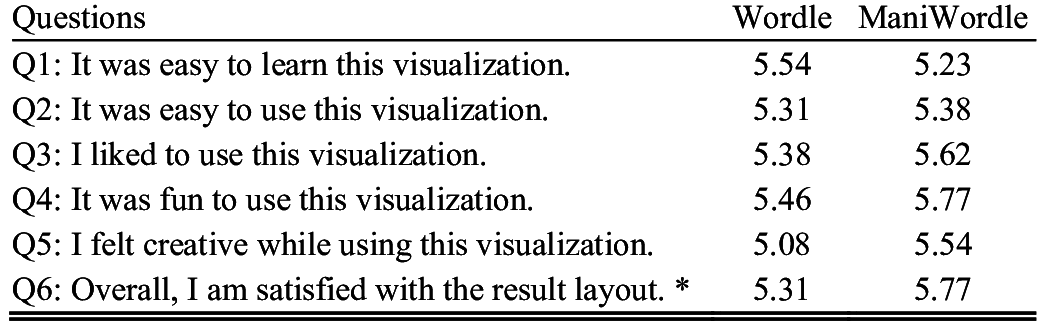 Questions Wordle ManiWordle
Q1: It was easy to learn this visualization. 5.54 5.23
Q2: It was easy to use this visualization. 5.31 5.38
Q3: I liked to use this visualization. 5.38 5.62
Q4: It was fun to use this visualization. 5.46 5.77
Q5: I felt creative while using this visualization. 5.08 5.54
Q6: Overall, I am satisfied with the result layout. * 5.31 5.77